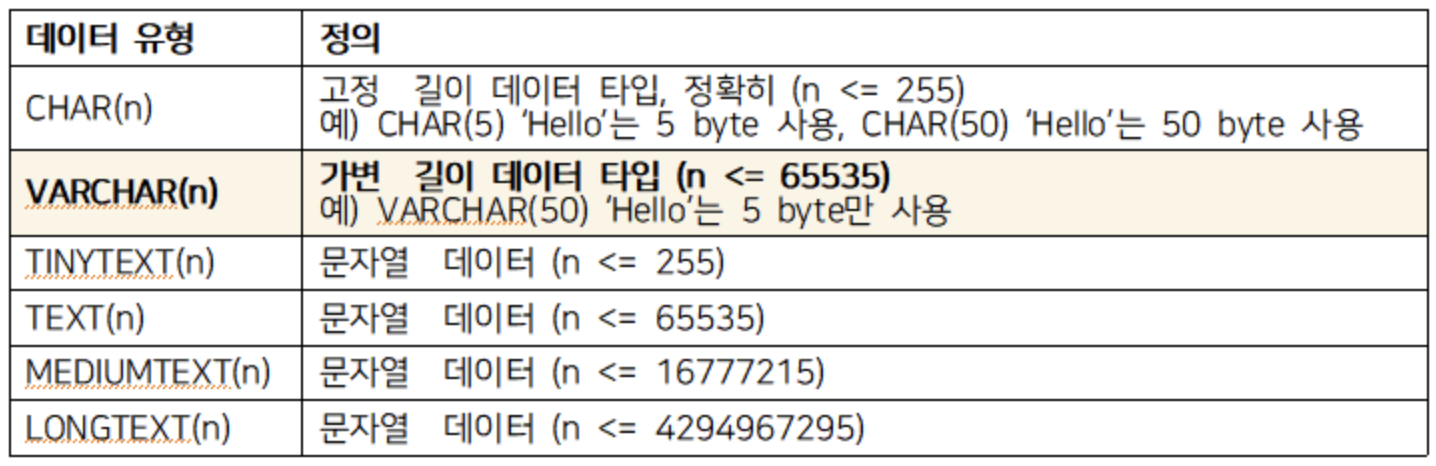 데이터 유형
정의
CHAR(n)
고정 길이 데이터 타입, 정확히 (n <= 255)
예) CHAR(5) ‘Hello’는 5 byte 사용, CHAR(50) ‘Hello’는 50 byte 사용
VARCHAR(n)
가변 길이 데이터 타입 (n <= 65535)
예) VARCHAR(50) ‘Hello’는 5 byte만 사용
TINYTEXT(n)
문자열 데이터 (n <= 255)
TEXT(n)
문자열 데이터 (n <= 65535)
MEDIUMTEXT(n)
문자열 데이터 (n <= 16777215)
LONGTEXT(n)
문자열 데이터 (n <= 4294967295)